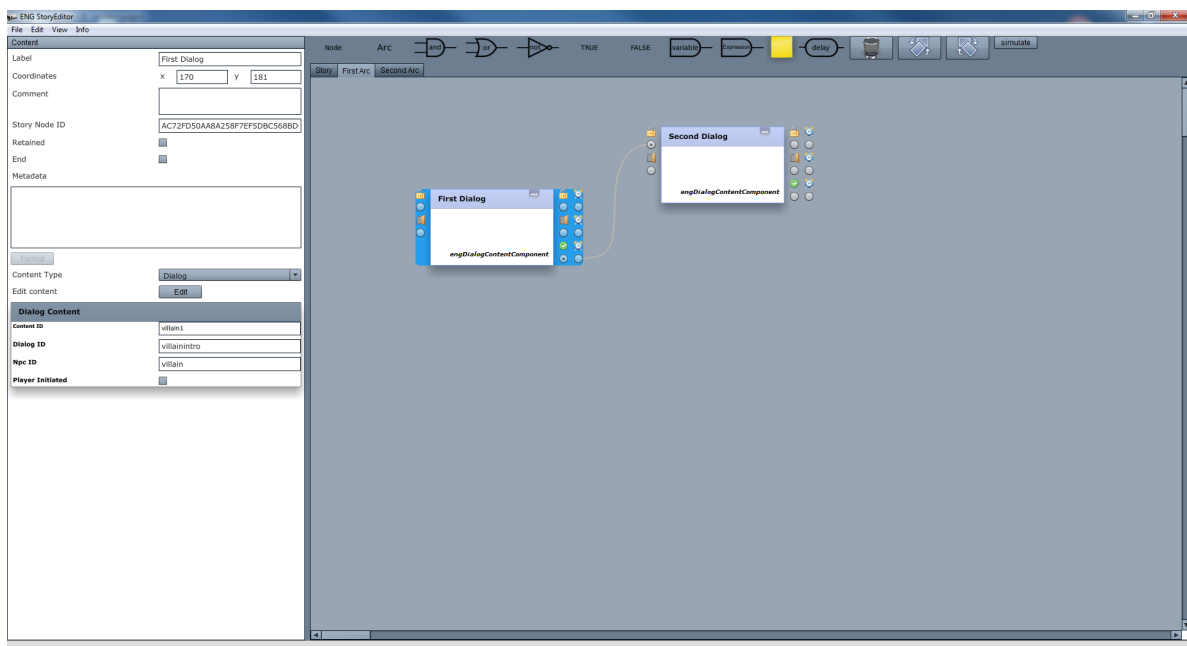 ENG StoryEditor
File Edit View Info
Content
Label First Dialog
Coordinates x 170 y 181
Comment
Story Node ID AC72FD50AA8A258F7EF5DBC568BD
Retained
End
Metadata
Format
Content Type Dialog
Edit content Edit
Dialog Content
Content ID villain1
Dialog ID villainintro
Npc ID villain
Player Initiated
Node Arc and or not TRUE FALSE variable Expression delay simulate
Story First Arc Second Arc
Second Dialog
engDialogContentComponent
First Dialog
engDialogContentComponent